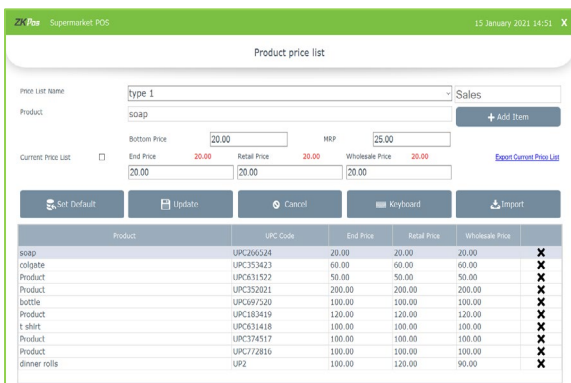 ZKPos Supermarket POS 15 January 2021 14:51 X
Product price list
Price List Name type 1 Sales
Product soap + Add Item
Bottom Price 20.00 MRP 25.00
Current Price List End Price 20.00 Retail Price 20.00 Wholesale Price 20.00 Export Current Price List
20.00 20.00 20.00
Set Default Update Cancel Keyboard Import
Product UPC Code End Price Retail Price Wholesale Price
soap UPC266524 20.00 20.00 20.00
colgate UPC353423 60.00 60.00 60.00
Product UPC631522 50.00 50.00 50.00
Product UPC352021 200.00 200.00 200.00
bottle UPC697520 100.00 100.00 100.00
Product UPC183419 120.00 120.00 120.00
t shirt UPC631418 100.00 100.00 100.00
Product UPC374517 100.00 100.00 100.00
Product UPC772816 100.00 100.00 100.00
dinner rolls UP2 100.00 120.00 90.00